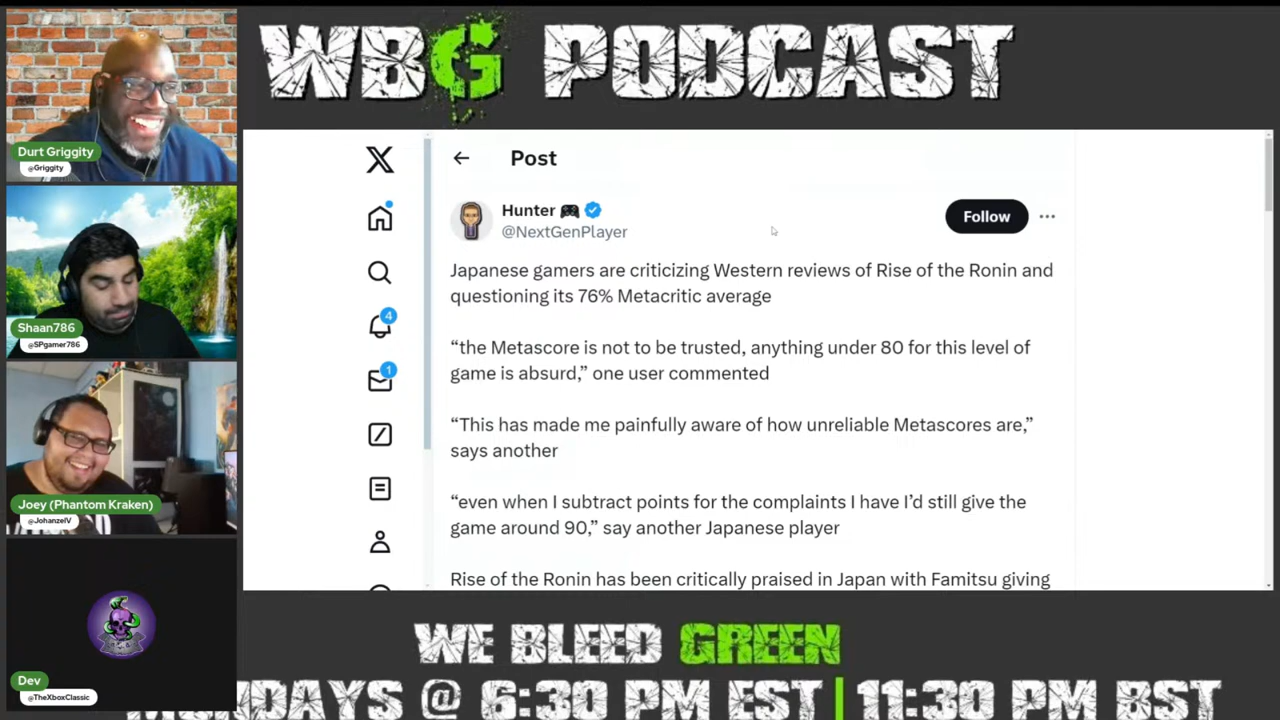 WBG PODCAST
Durt Griggity
@Griggity
Shaan786
@SPgamer786
Joey (Phantom Kraken)
@JohanzelV
Dev
@TheXboxClassic
X
4
1
Post
Hunter 🎮
@NextGenPlayer
Follow
Japanese gamers are criticizing Western reviews of Rise of the Ronin and
questioning its 76% Metacritic average
“the Metascore is not to be trusted, anything under 80 for this level of
game is absurd,” one user commented
“This has made me painfully aware of how unreliable Metascores are,”
says another
“even when I subtract points for the complaints I have I’d still give the
game around 90,” say another Japanese player
Rise of the Ronin has been critically praised in Japan with Famitsu giving
WE BLEED GREEN
@ 6:30 PM EST | 11:30 PM BST